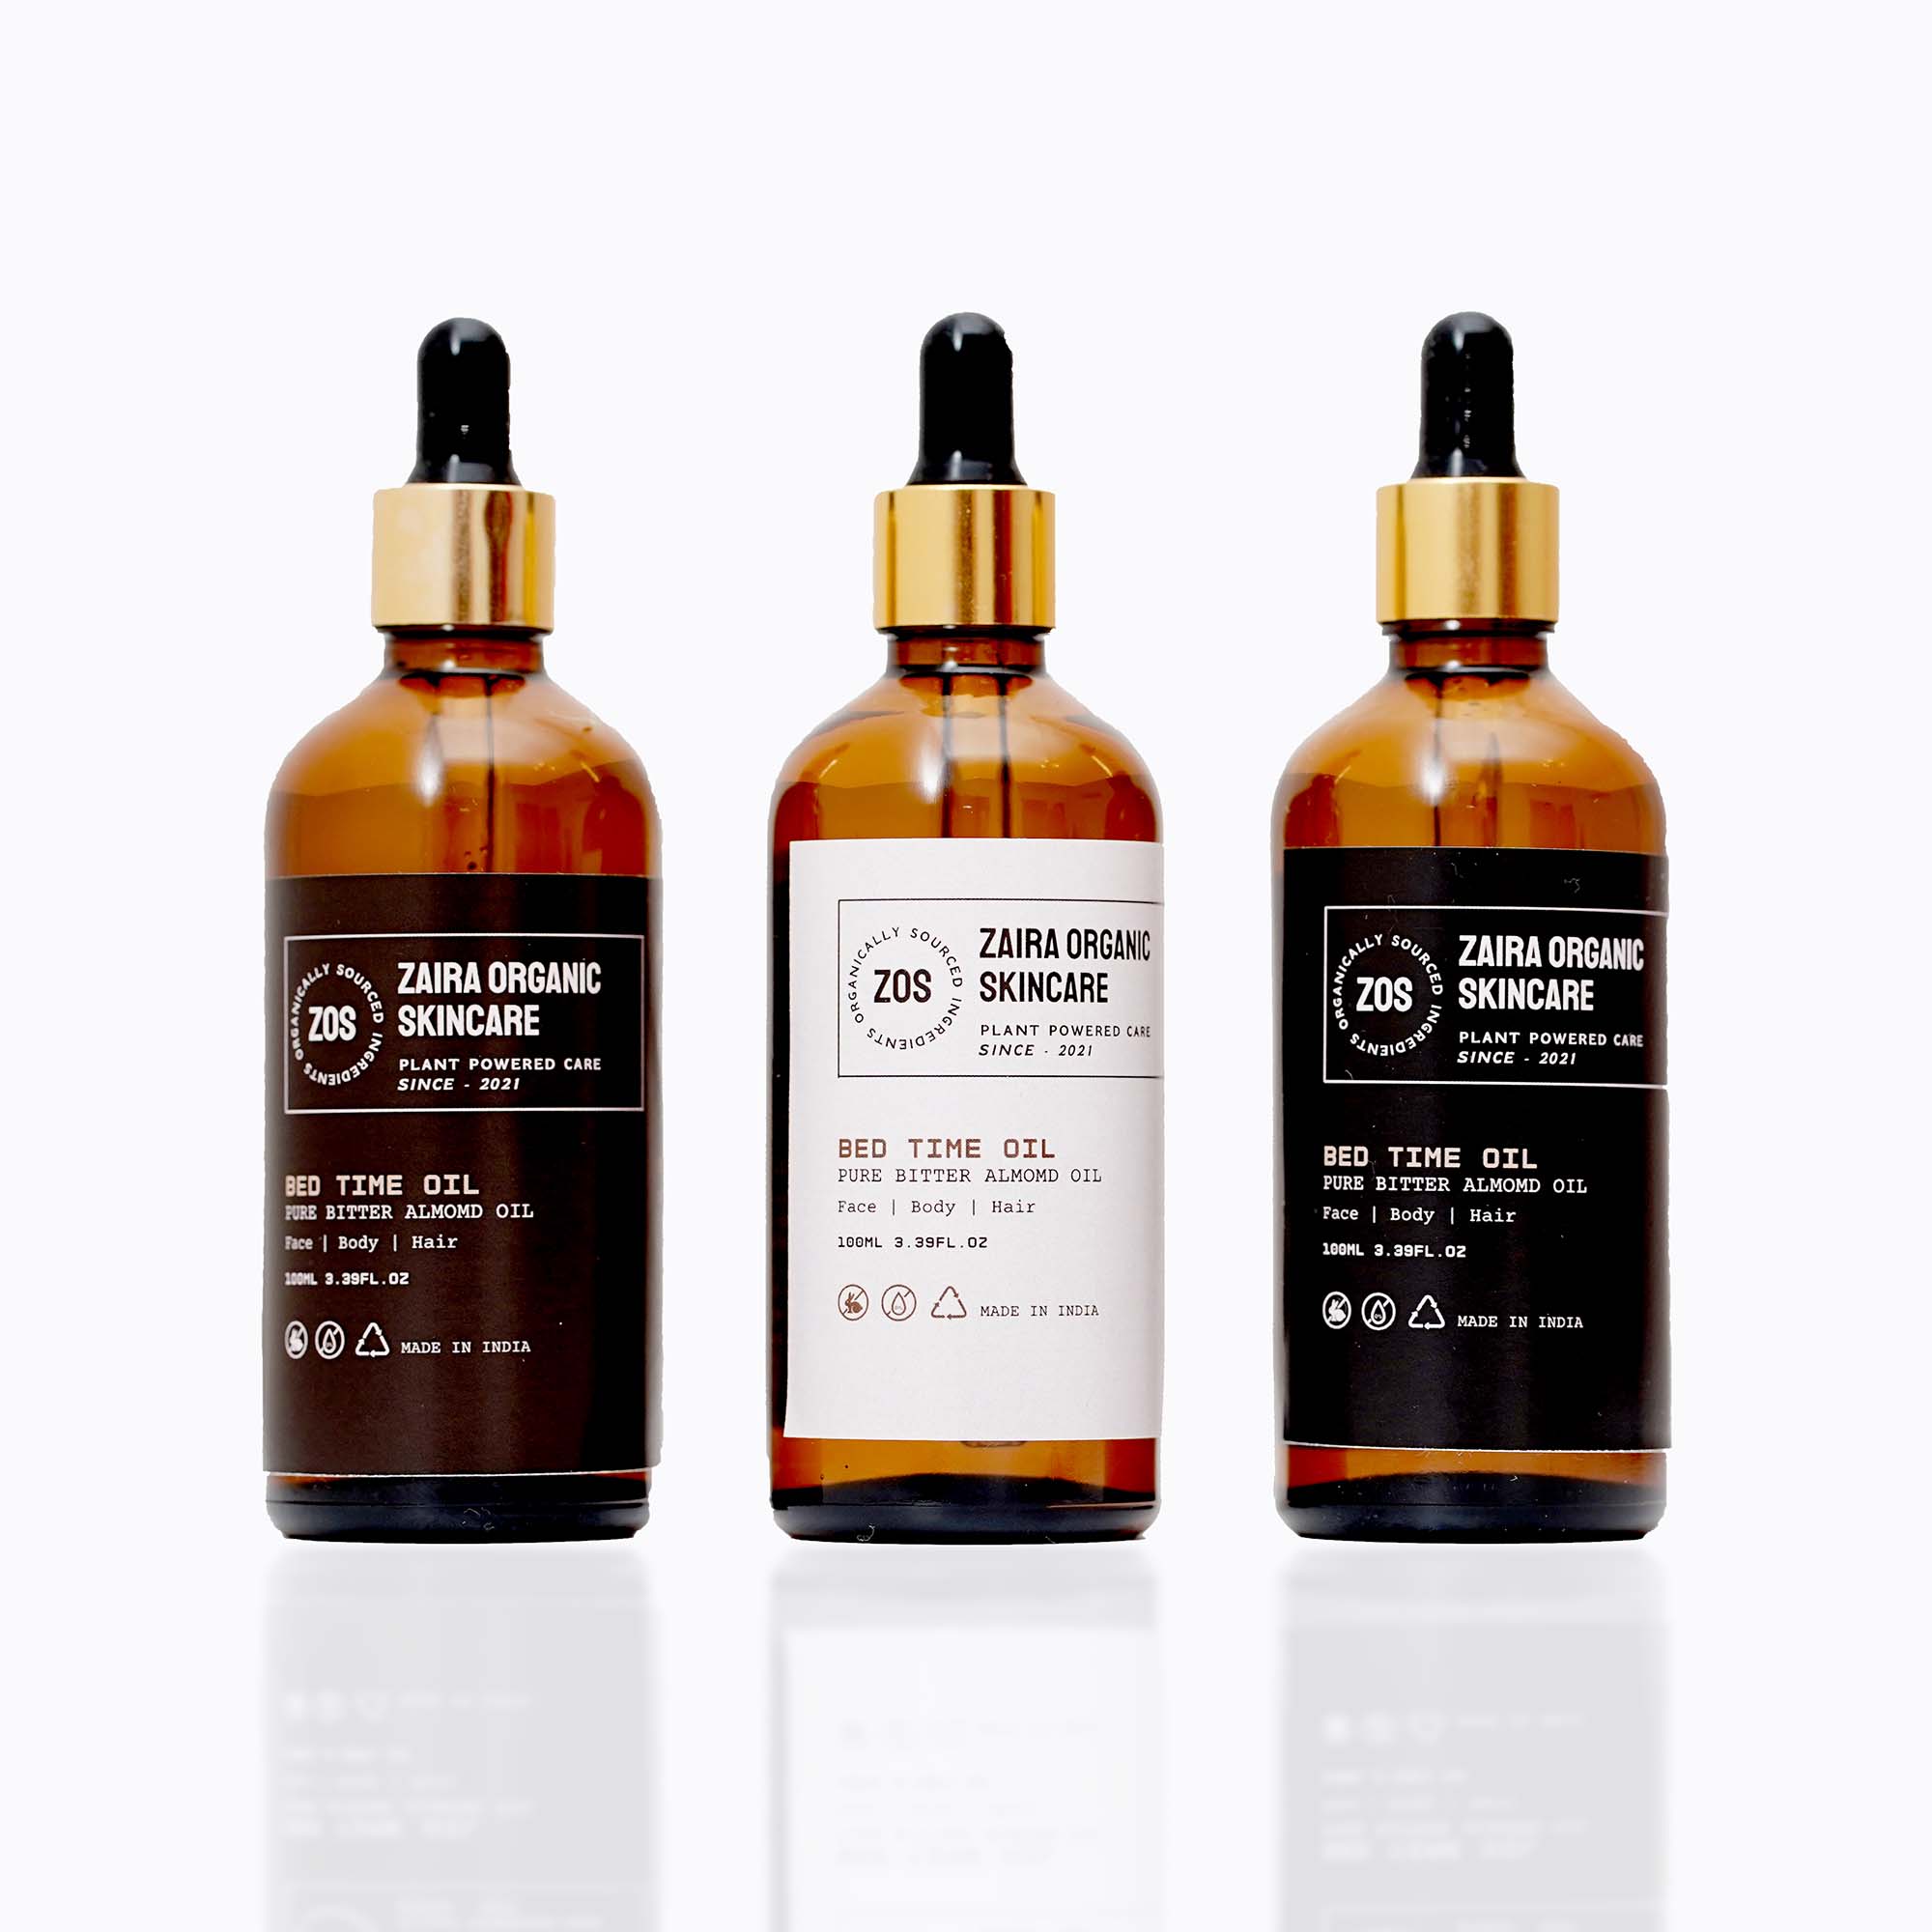 ORGANICALLY SOURCED INGREDIENTS
ZOS
ZAIRA ORGANIC
SKINCARE
PLANT POWERED CARE
SINCE - 2021
BED TIME OIL
PURE BITTER ALMOMD OIL
Face | Body | Hair
100ML 3.39FL.OZ
MADE IN INDIA
ORGANICALLY SOURCED INGREDIENTS
ZOS
ZAIRA ORGANIC
SKINCARE
PLANT POWERED CARE
SINCE - 2021
BED TIME OIL
PURE BITTER ALMOMD OIL
Face | Body | Hair
100ML 3.39FL.OZ
MADE IN INDIA
ORGANICALLY SOURCED INGREDIENTS
ZOS
ZAIRA ORGANIC
SKINCARE
PLANT POWERED CARE
SINCE - 2021
BED TIME OIL
PURE BITTER ALMOMD OIL
Face | Body | Hair
100ML 3.39FL.OZ
MADE IN INDIA